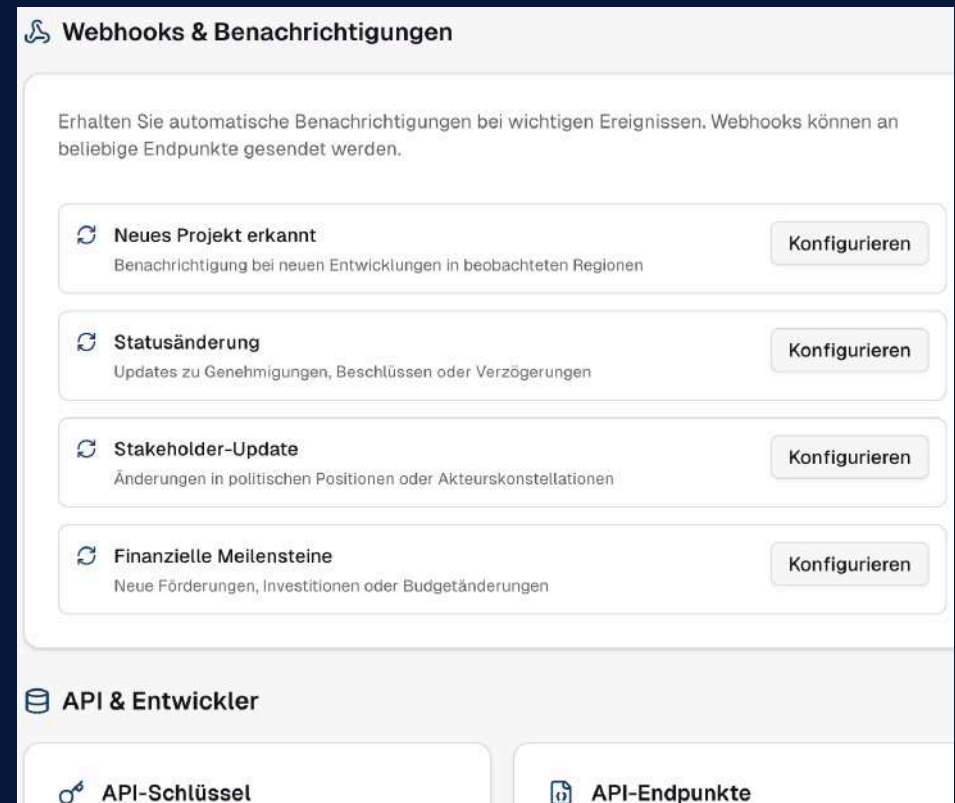 Webhooks & Benachrichtigungen
Erhalten Sie automatische Benachrichtigungen bei wichtigen Ereignissen. Webhooks können an
beliebige Endpunkte gesendet werden.
Neues Projekt erkannt
Konfigurieren
Benachrichtigung bei neuen Entwicklungen in beobachteten Regionen
Statusänderung
Konfigurieren
Updates zu Genehmigungen, Beschlüssen oder Verzögerungen
Stakeholder-Update
Konfigurieren
Änderungen in politischen Positionen oder Akteurskonstellationen
Finanzielle Meilensteine
Konfigurieren
Neue Förderungen, Investitionen oder Budgetänderungen
API & Entwickler
API-Schlüssel
API-Endpunkte